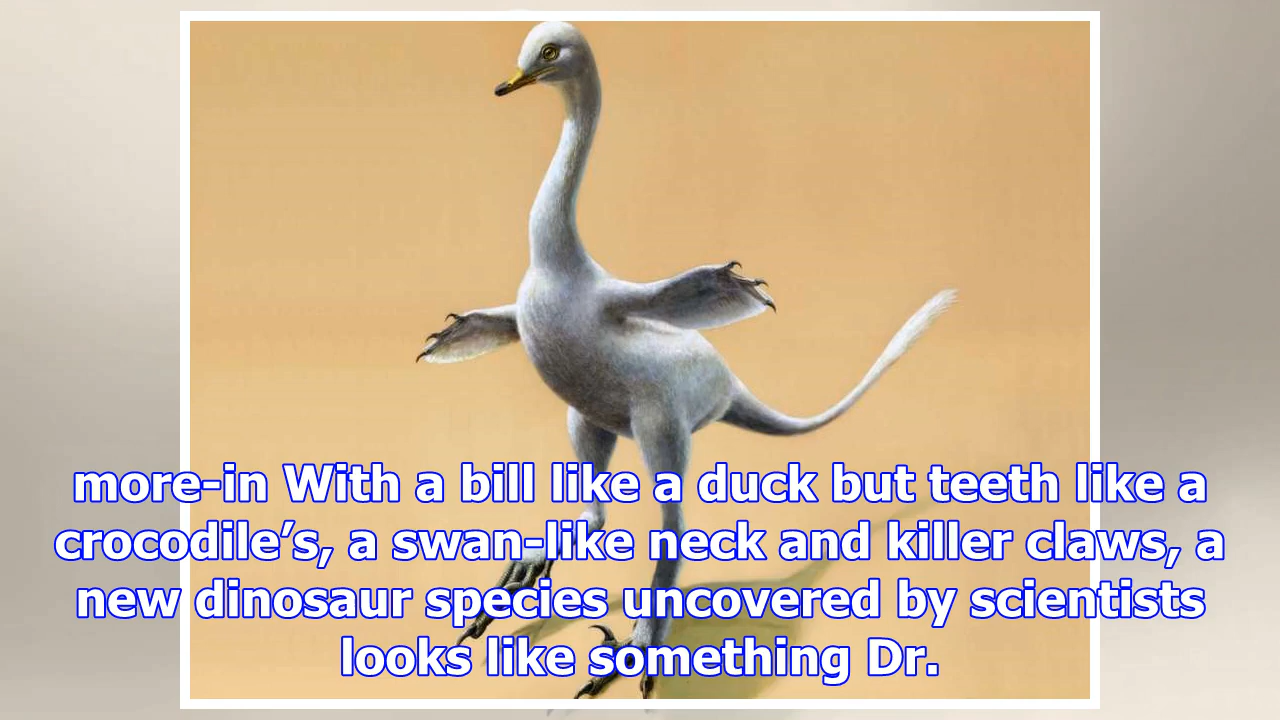 more-in With a bill like a duck but teeth like a
crocodile’s, a swan-like neck and killer claws, a
new dinosaur species uncovered by scientists
looks like something Dr.